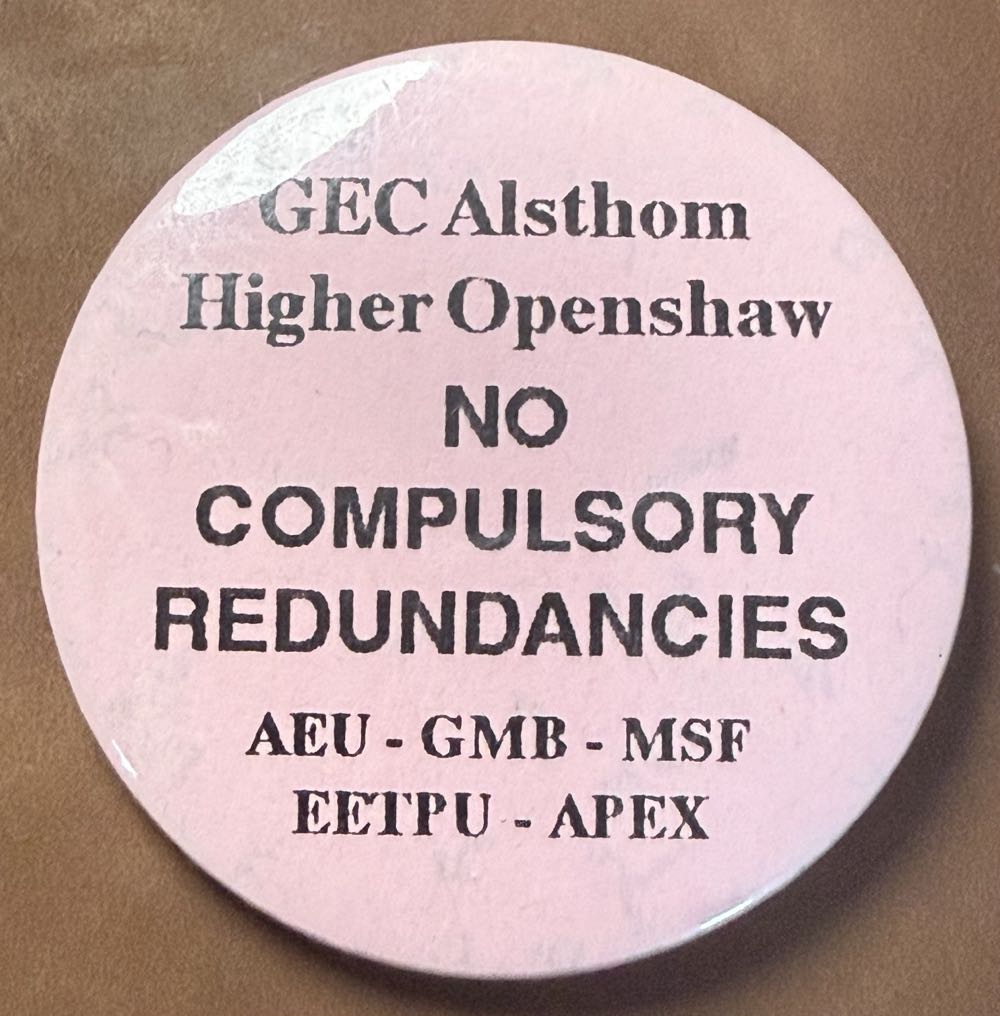 GEC Alsthom
Higher Openshaw
NO
COMPULSORY
REDUNDANCIES
AEU - GMB - MSF
EETPU - APEX